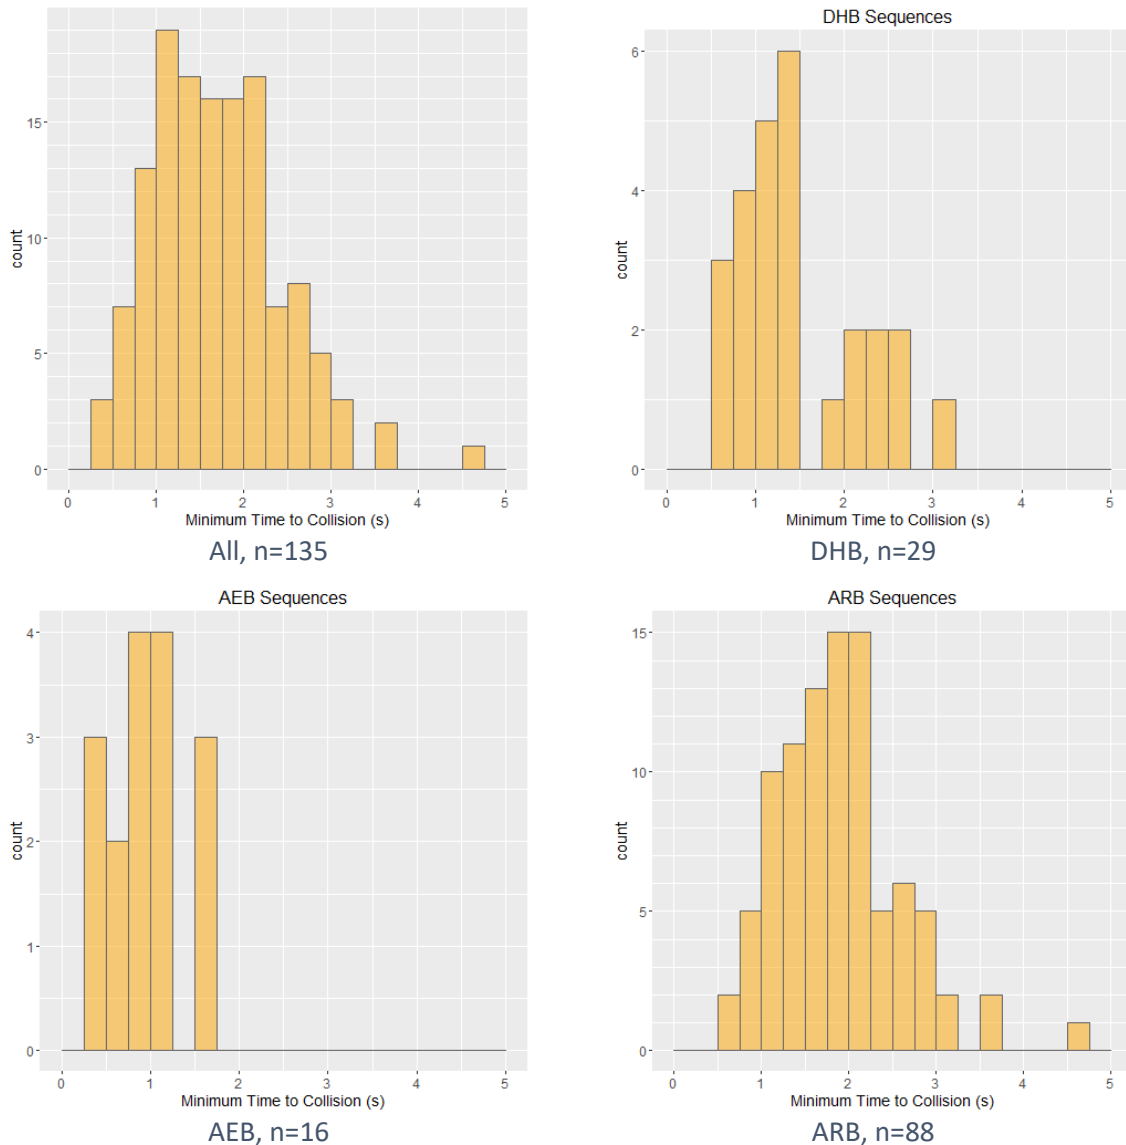 15
10
5
0
count
0 1 2 3 4 5
Minimum Time to Collision (s)
All, n=135
DHB Sequences
6
4
2
0
count
0 1 2 3 4 5
Minimum Time to Collision (s)
DHB, n=29
AEB Sequences
4
3
2
1
0
count
0 1 2 3 4 5
Minimum Time to Collision (s)
AEB, n=16
ARB Sequences
15
10
5
0
count
0 1 2 3 4 5
Minimum Time to Collision (s)
ARB, n=88